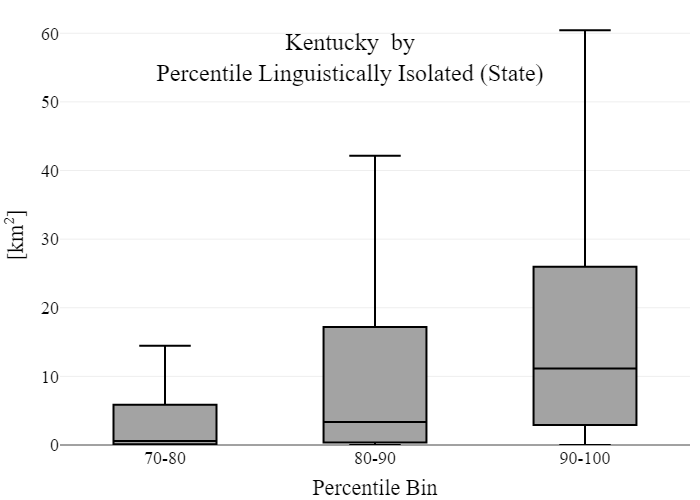 Kentucky by
Percentile Linguistically Isolated (State)
60
50
40
30
20
10
0
[km²]
70-80
80-90
90-100
Percentile Bin